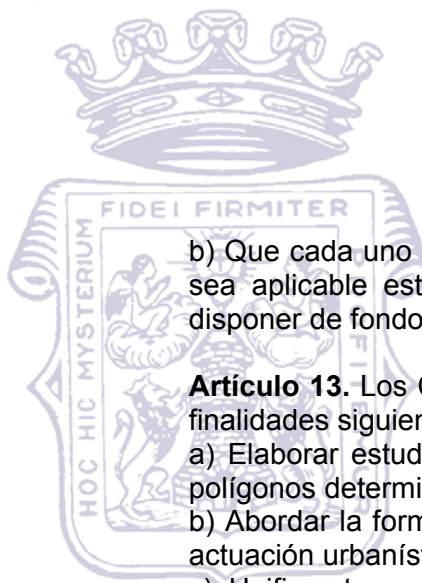 HOC HIC MYSTERIUM
FIDEI FIRMITER
b) Que cada uno
sea aplicable est
disponer de fondo
Artículo 13. Los
finalidades siguien
a) Elaborar estud
polígonos determi
b) Abordar la form
actuación urbaníst